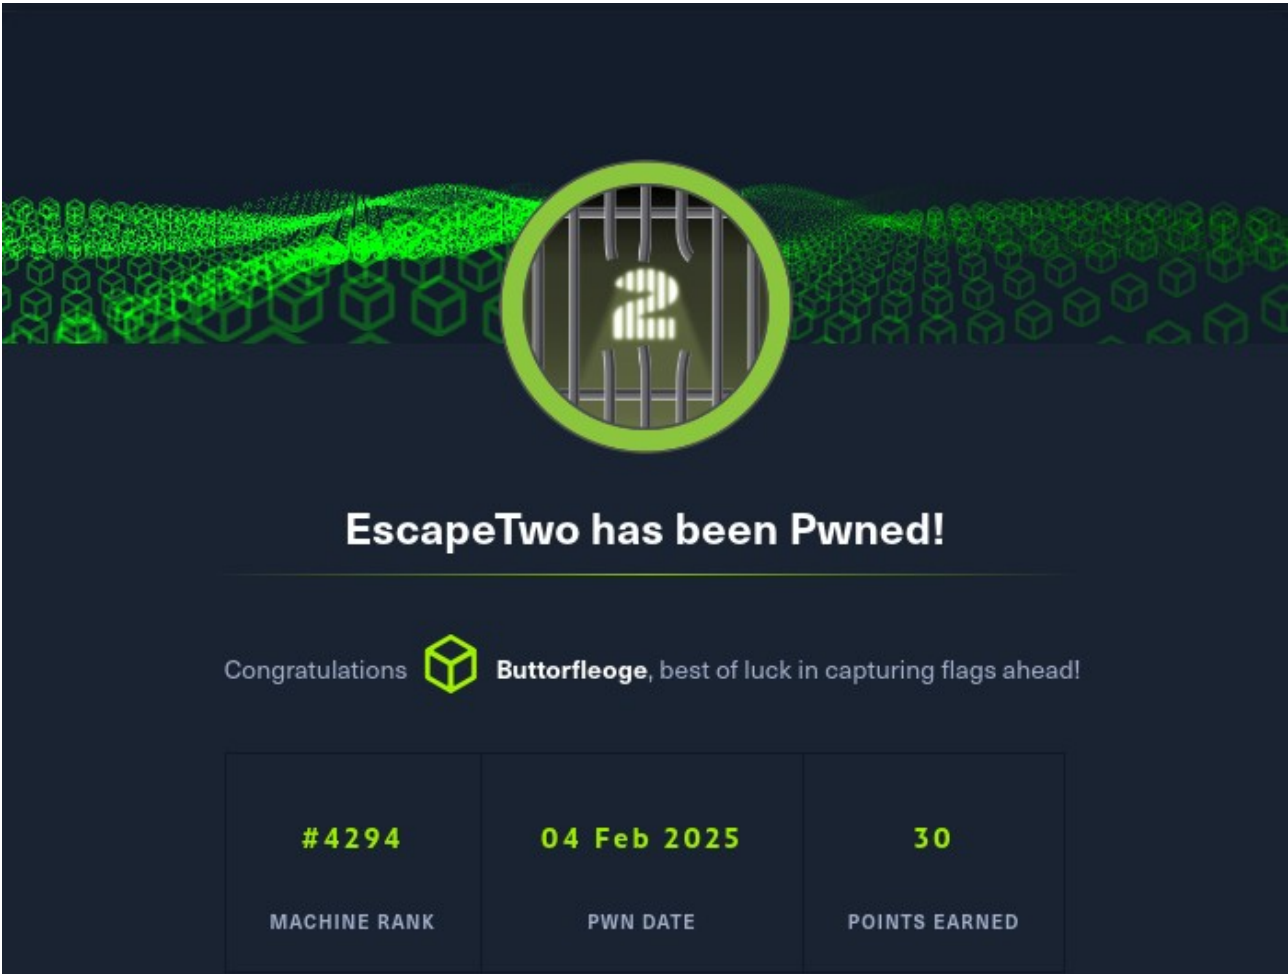 2
EscapeTwo has been Pwned!
Congratulations Buttorfleoge, best of luck in capturing flags ahead!
#4294 04 Feb 2025 30
MACHINE RANK PWN DATE POINTS EARNED